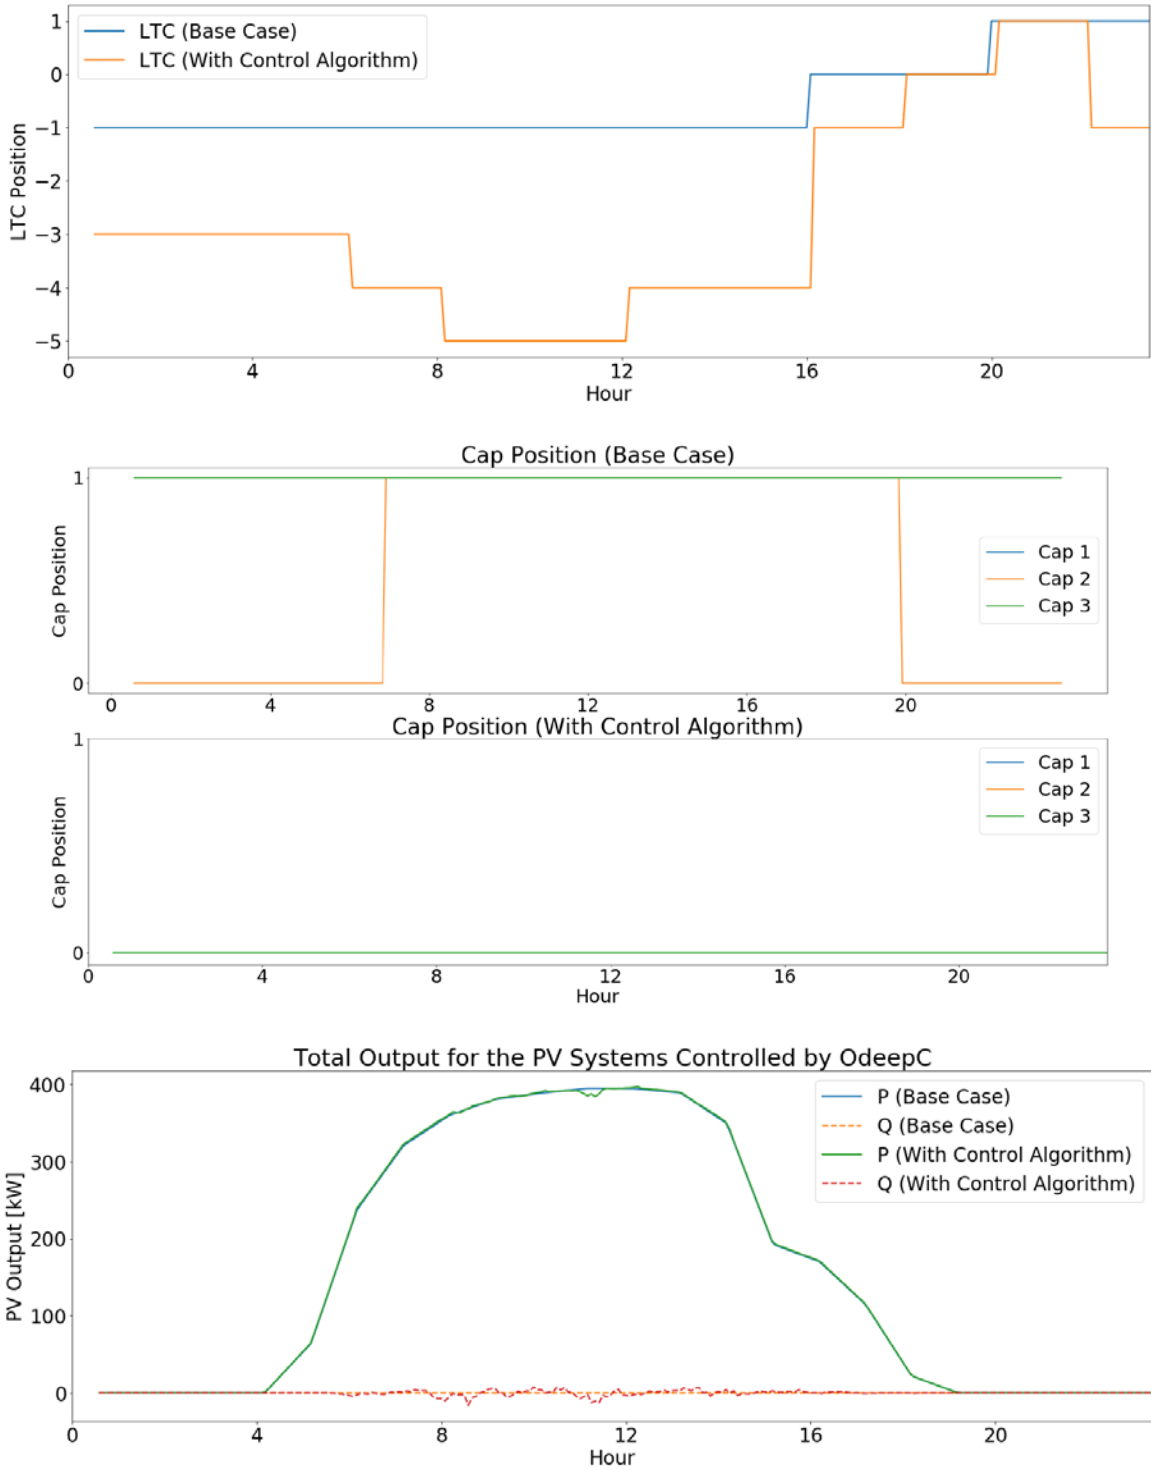 LTC (Base Case)
LTC (With Control Algorithm)
LTC Position
1
0
−1
−2
−3
−4
−5
0 4 8 12 16 20
Hour
Cap Position (Base Case)
Cap Position
1
0
Cap 1
Cap 2
Cap 3
0 4 8 12 16 20
Cap Position (With Control Algorithm)
Cap Position
1
0
Cap 1
Cap 2
Cap 3
0 4 8 12 16 20
Hour
Total Output for the PV Systems Controlled by OdeepC
PV Output [kW]
400
300
200
100
0
P (Base Case)
Q (Base Case)
P (With Control Algorithm)
Q (With Control Algorithm)
0 4 8 12 16 20
Hour